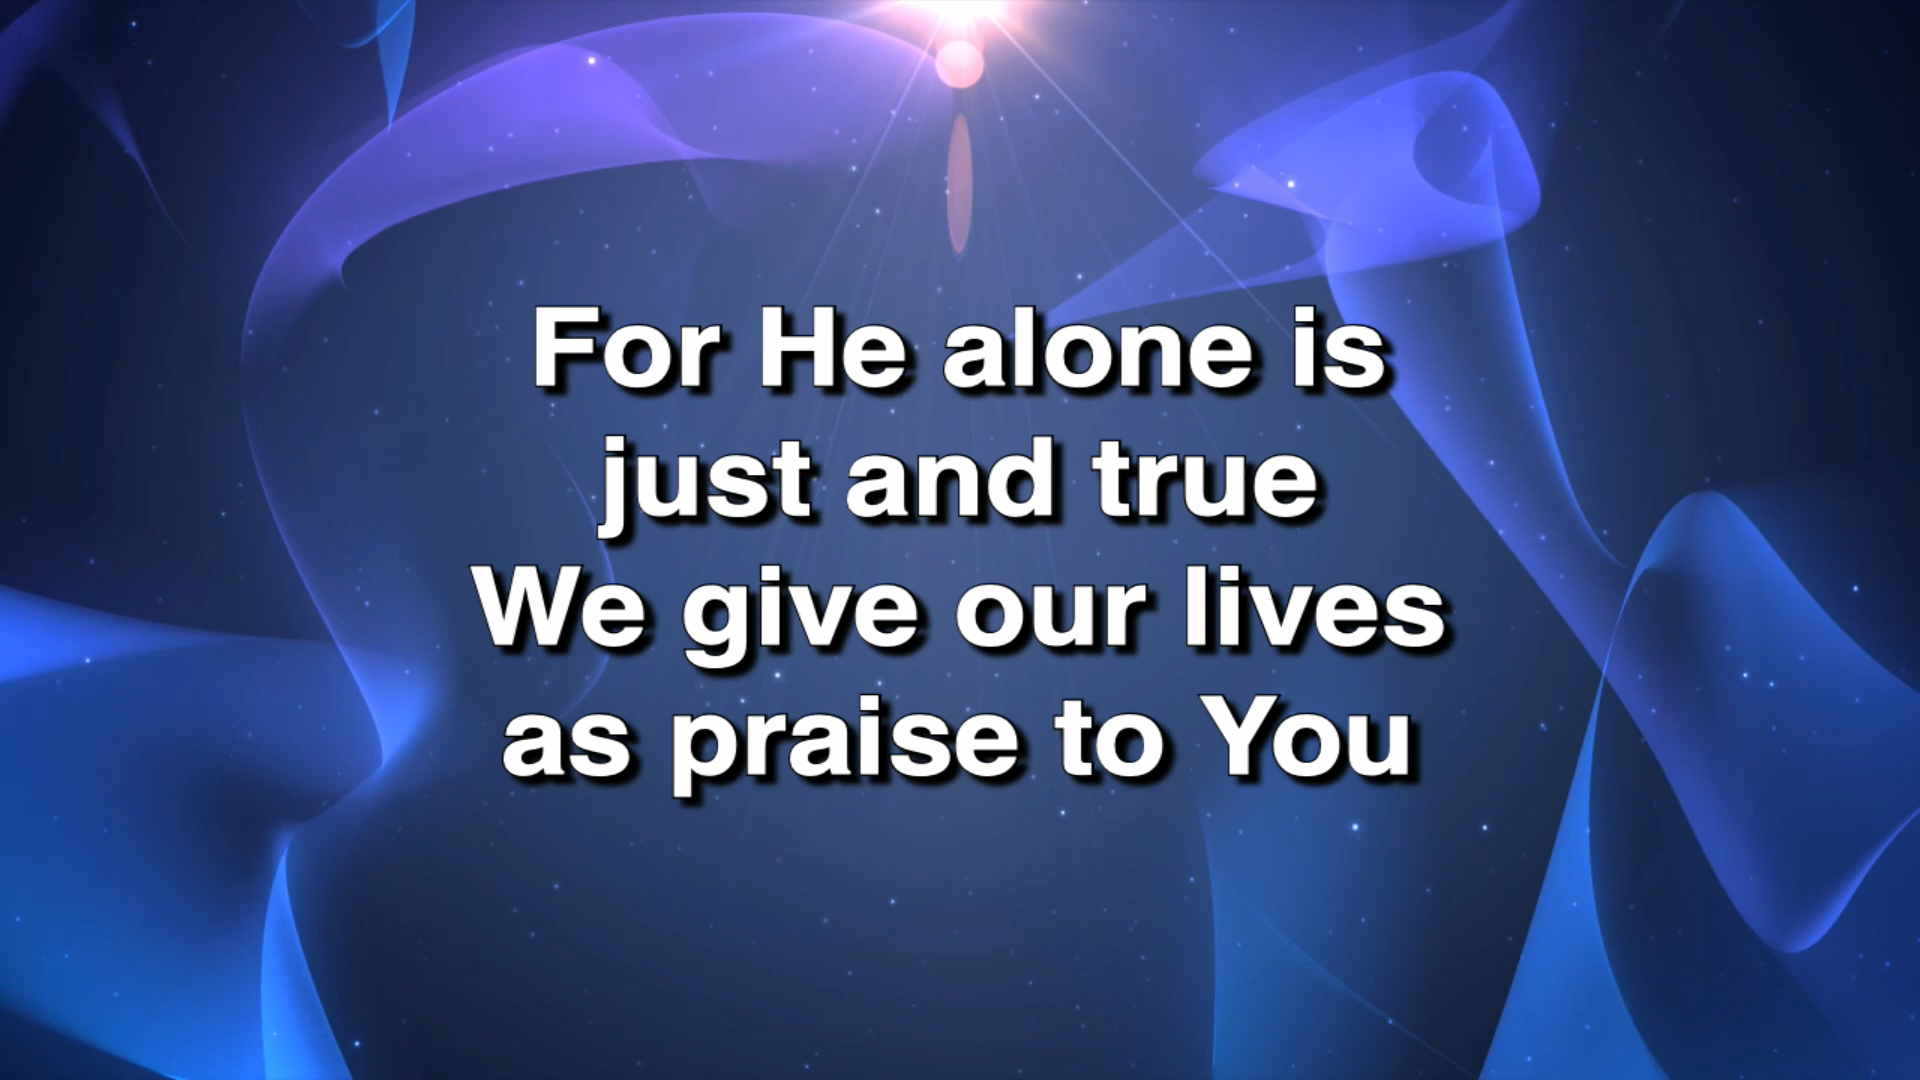 For He alone is
just and true
We give our lives
as praise to You